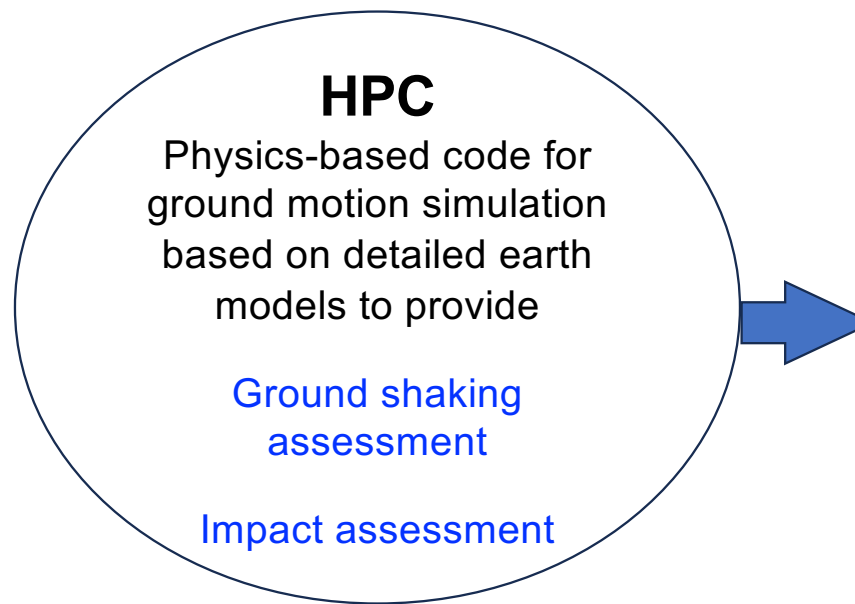 HPC
Physics-based code for
ground motion simulation
based on detailed earth
models to provide
Ground shaking
assessment
Impact assessment